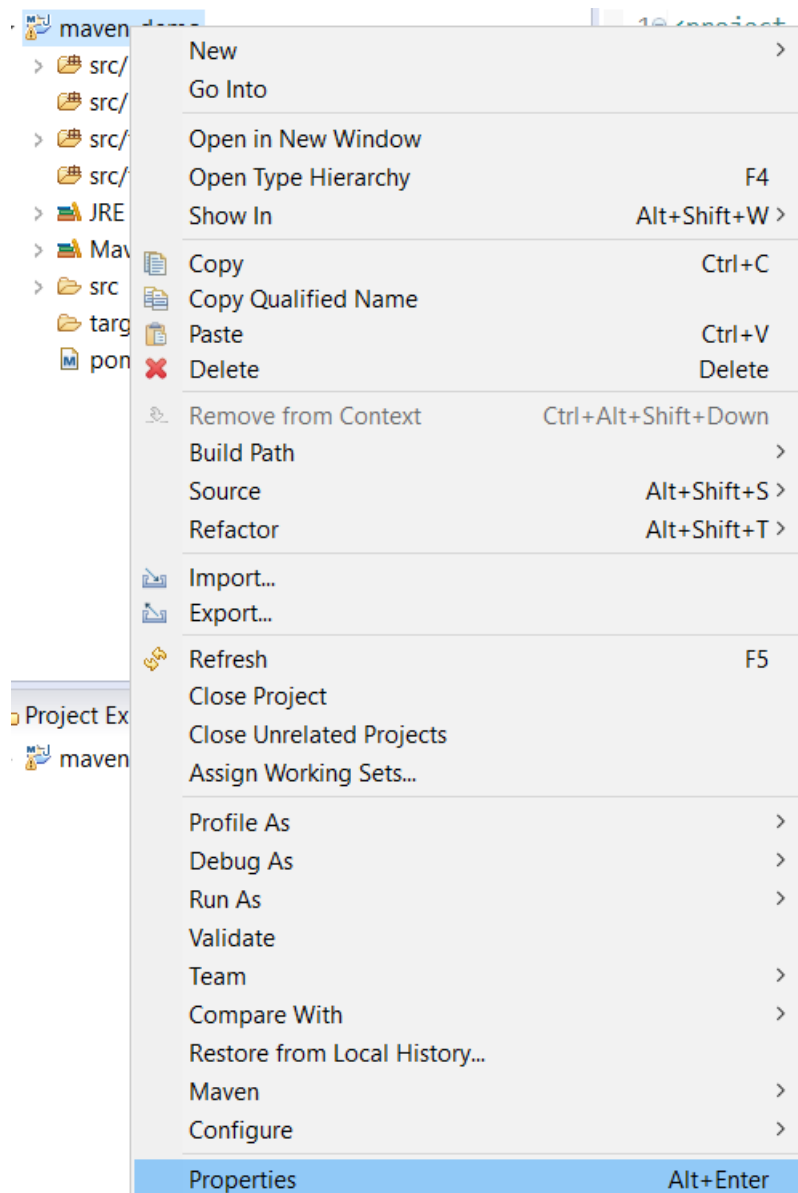 maven
1
New
src/
Go Into
src/
Open in New Window
src/
Open Type Hierarchy F4
src/
Show In Alt+Shift+W
JRE
Copy Ctrl+C
src
Copy Qualified Name
Paste Ctrl+V
Delete Delete
Remove from Context Ctrl+Alt+Shift+Down
Build Path
Source Alt+Shift+S
Refactor Alt+Shift+T
Import...
Export...
Refresh F5
Close Project
Project Ex
Close Unrelated Projects
maven
Assign Working Sets...
Profile As
Debug As
Run As
Validate
Team
Compare With
Restore from Local History...
Maven
Configure
Properties Alt+Enter